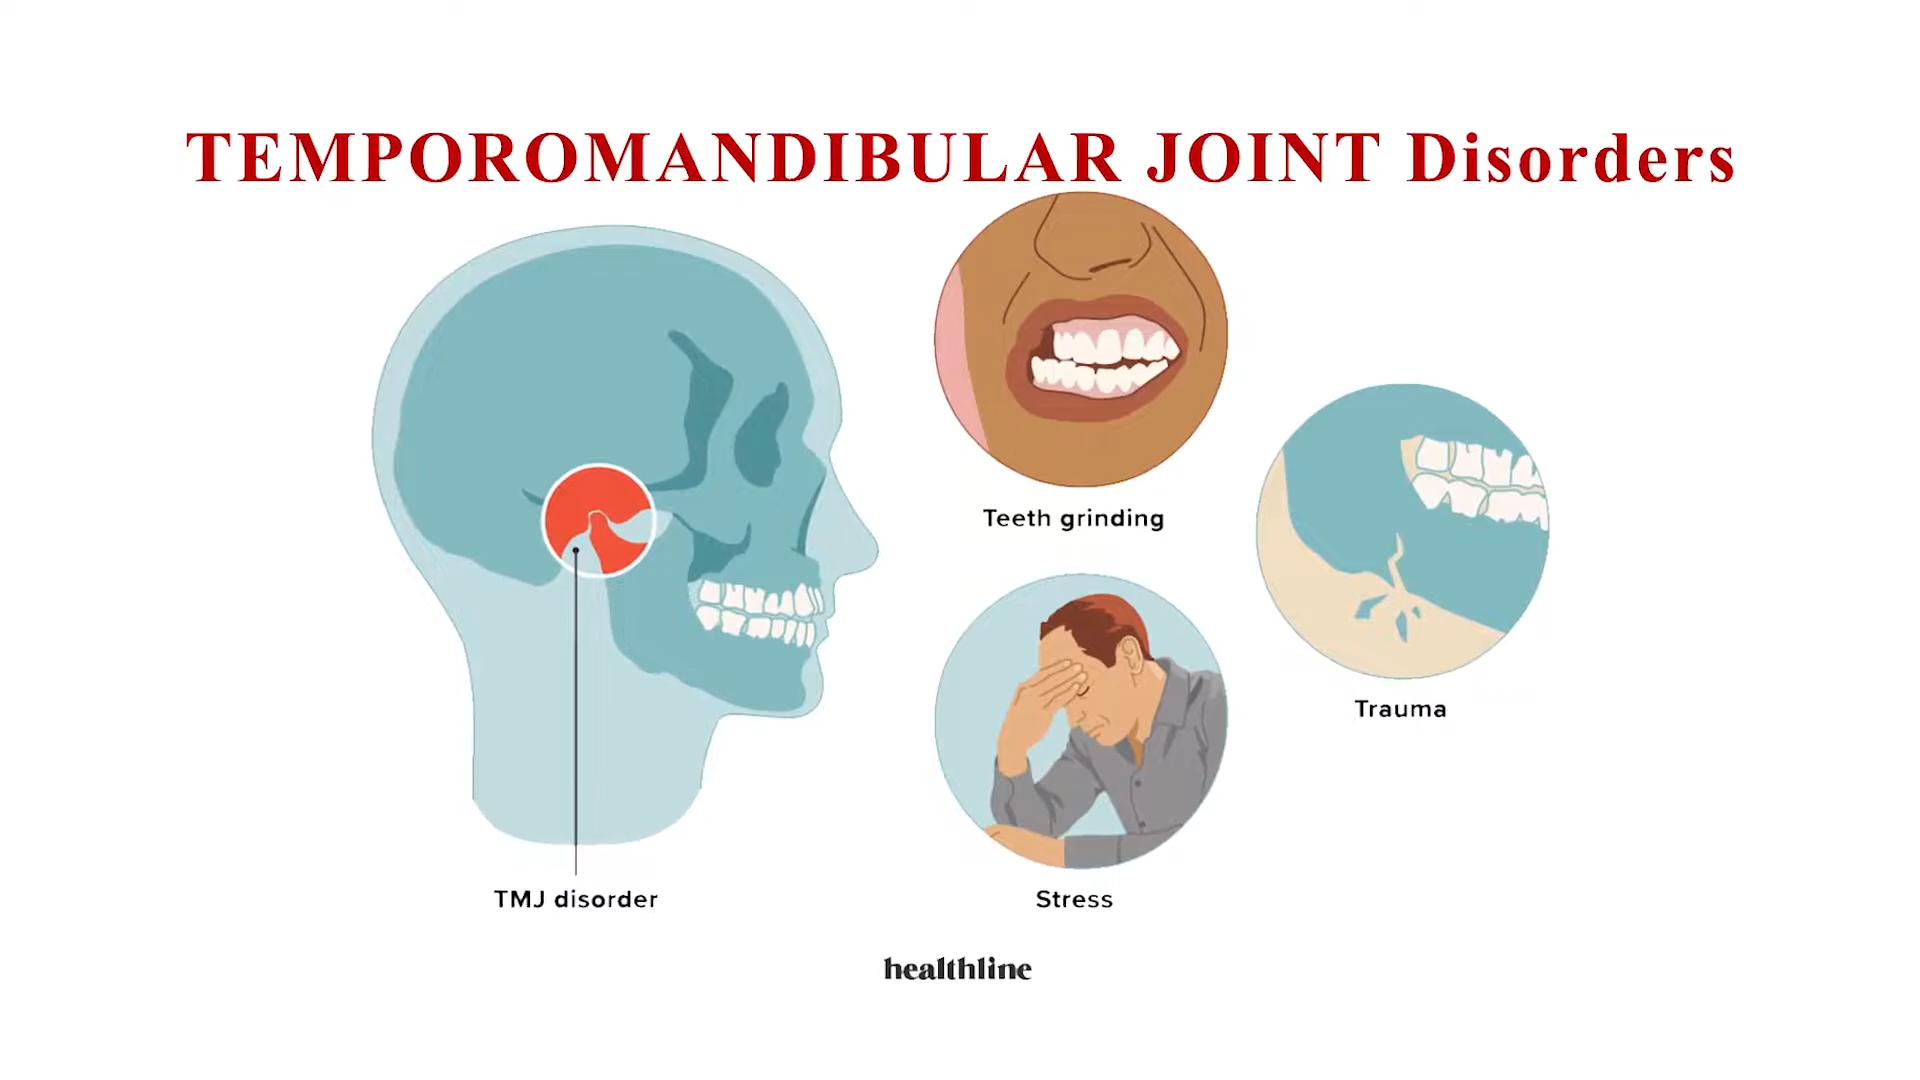 TEMPOROMANDIBULAR JOINT Disorders
Teeth grinding
Trauma
TMJ disorder
Stress
healthline